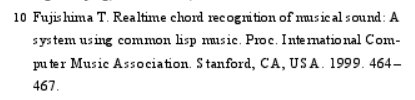 10 Fujishima T. Realtime chord recognition of musical sound: A
system using common lisp music. Proc. International Com-
puter Music Association. Stanford, CA, USA. 1999. 464–
467.